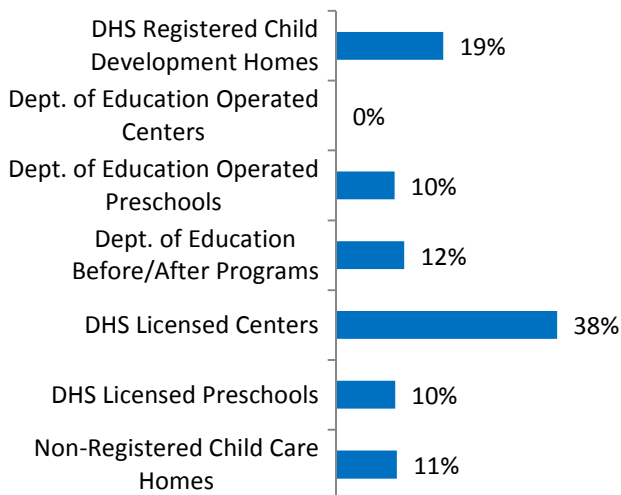 DHS Registered Child
Development Homes
19%
Dept. of Education Operated
Centers
0%
Dept. of Education Operated
Preschools
10%
Dept. of Education
Before/After Programs
12%
DHS Licensed Centers
38%
DHS Licensed Preschools
10%
Non-Registered Child Care
Homes
11%